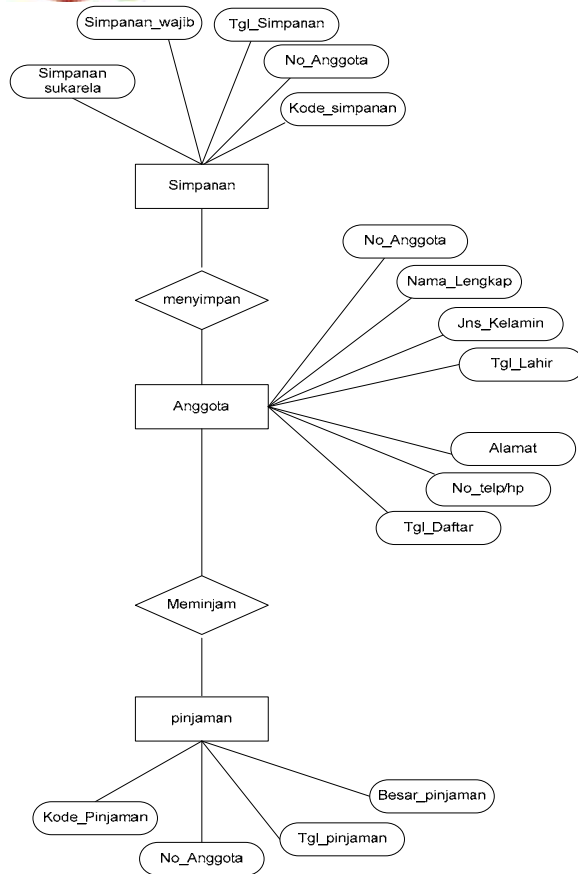 Simpanan_wajib
Tgl_Simpanan
No_Anggota
Simpanan
sukarela
Kode_simpanan
Simpanan
menyimpan
No_Anggota
Nama_Lengkap
Jns_Kelamin
Tgl_Lahir
Anggota
Alamat
No_telp/hp
Tgl_Daftar
Meminjam
pinjaman
Besar_pinjaman
Kode_Pinjaman
Tgl_pinjaman
No_Anggota